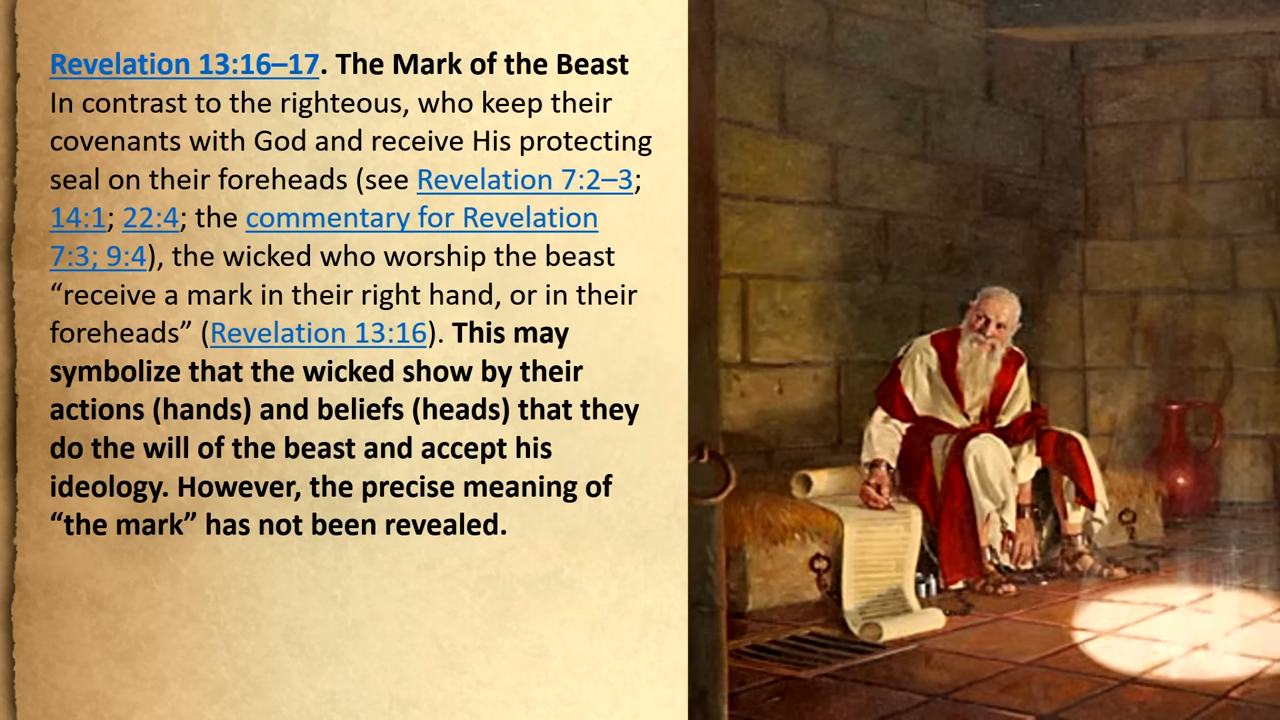 Revelation 13:16–17. The Mark of the Beast
In contrast to the righteous, who keep their
covenants with God and receive His protecting
seal on their foreheads (see Revelation 7:2–3;
14:1; 22:4; the commentary for Revelation
7:3; 9:4), the wicked who worship the beast
“receive a mark in their right hand, or in their
foreheads” (Revelation 13:16). This may
symbolize that the wicked show by their
actions (hands) and beliefs (heads) that they
do the will of the beast and accept his
ideology. However, the precise meaning of
“the mark” has not been revealed.